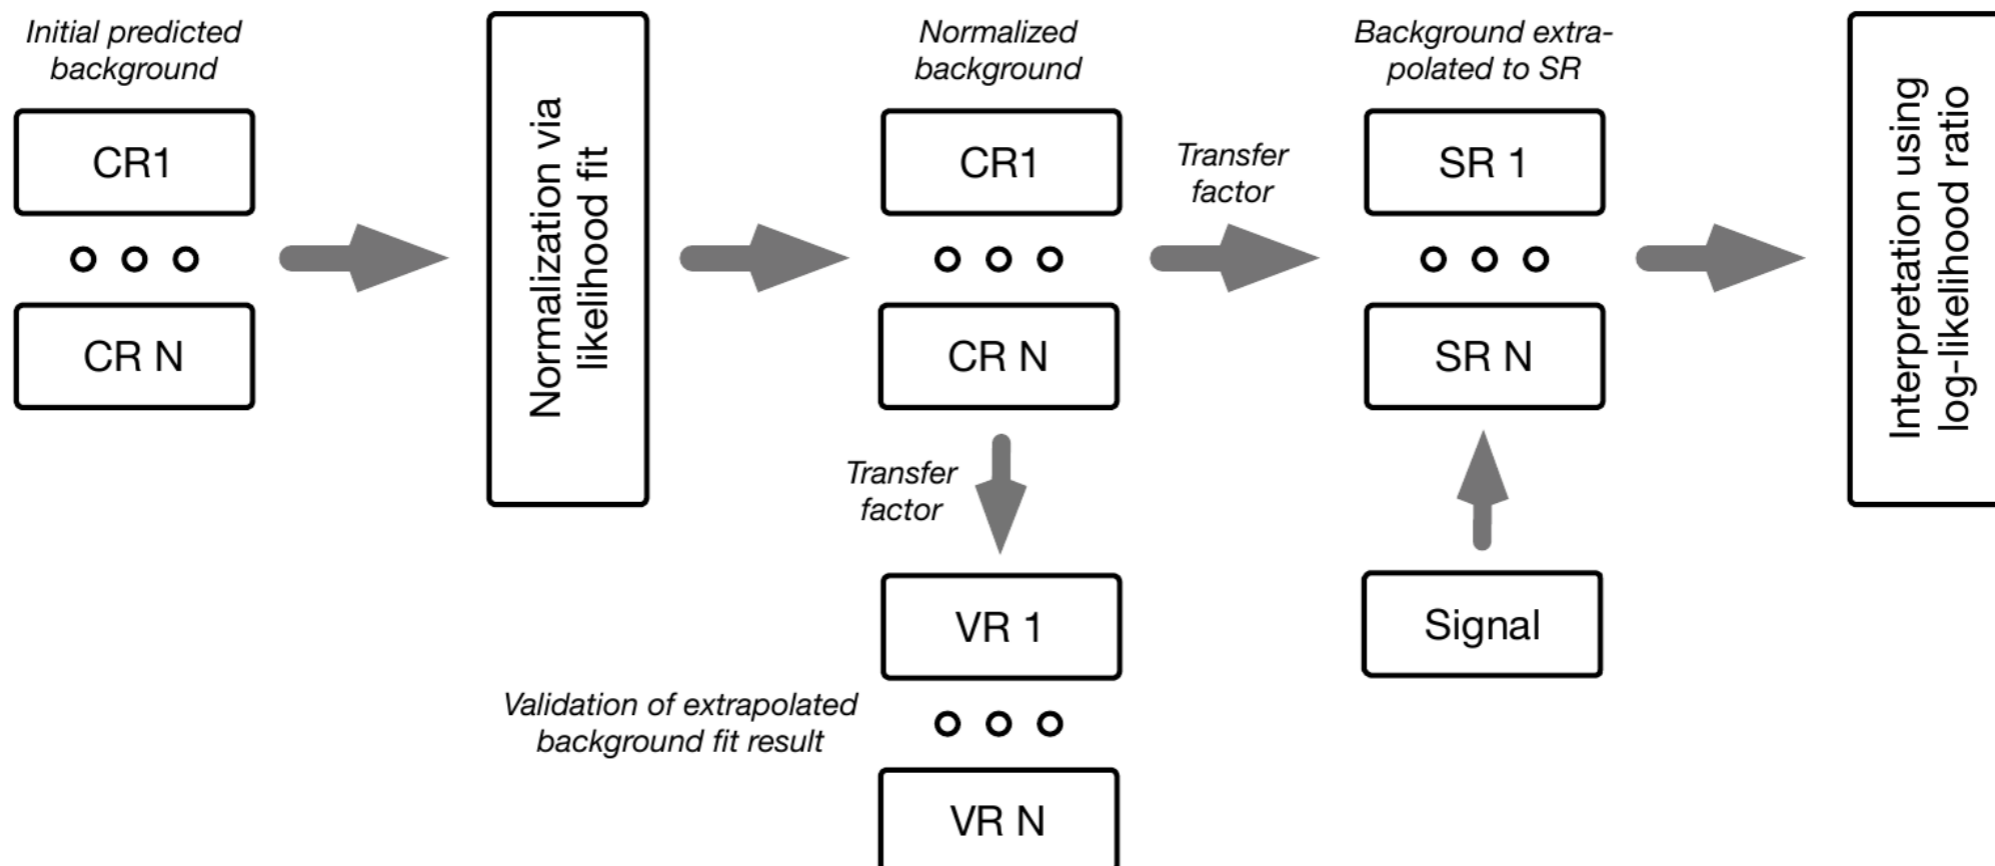 Initial predicted
background
CR1
CR N
Normalization via
likelihood fit
Normalized
background
CR1
CR N
Transfer
factor
Background extra-
polated to SR
SR 1
SR N
Interpretation using
log-likelihood ratio
Transfer
factor
VR 1
Validation of extrapolated
background fit result
VR N
Signal